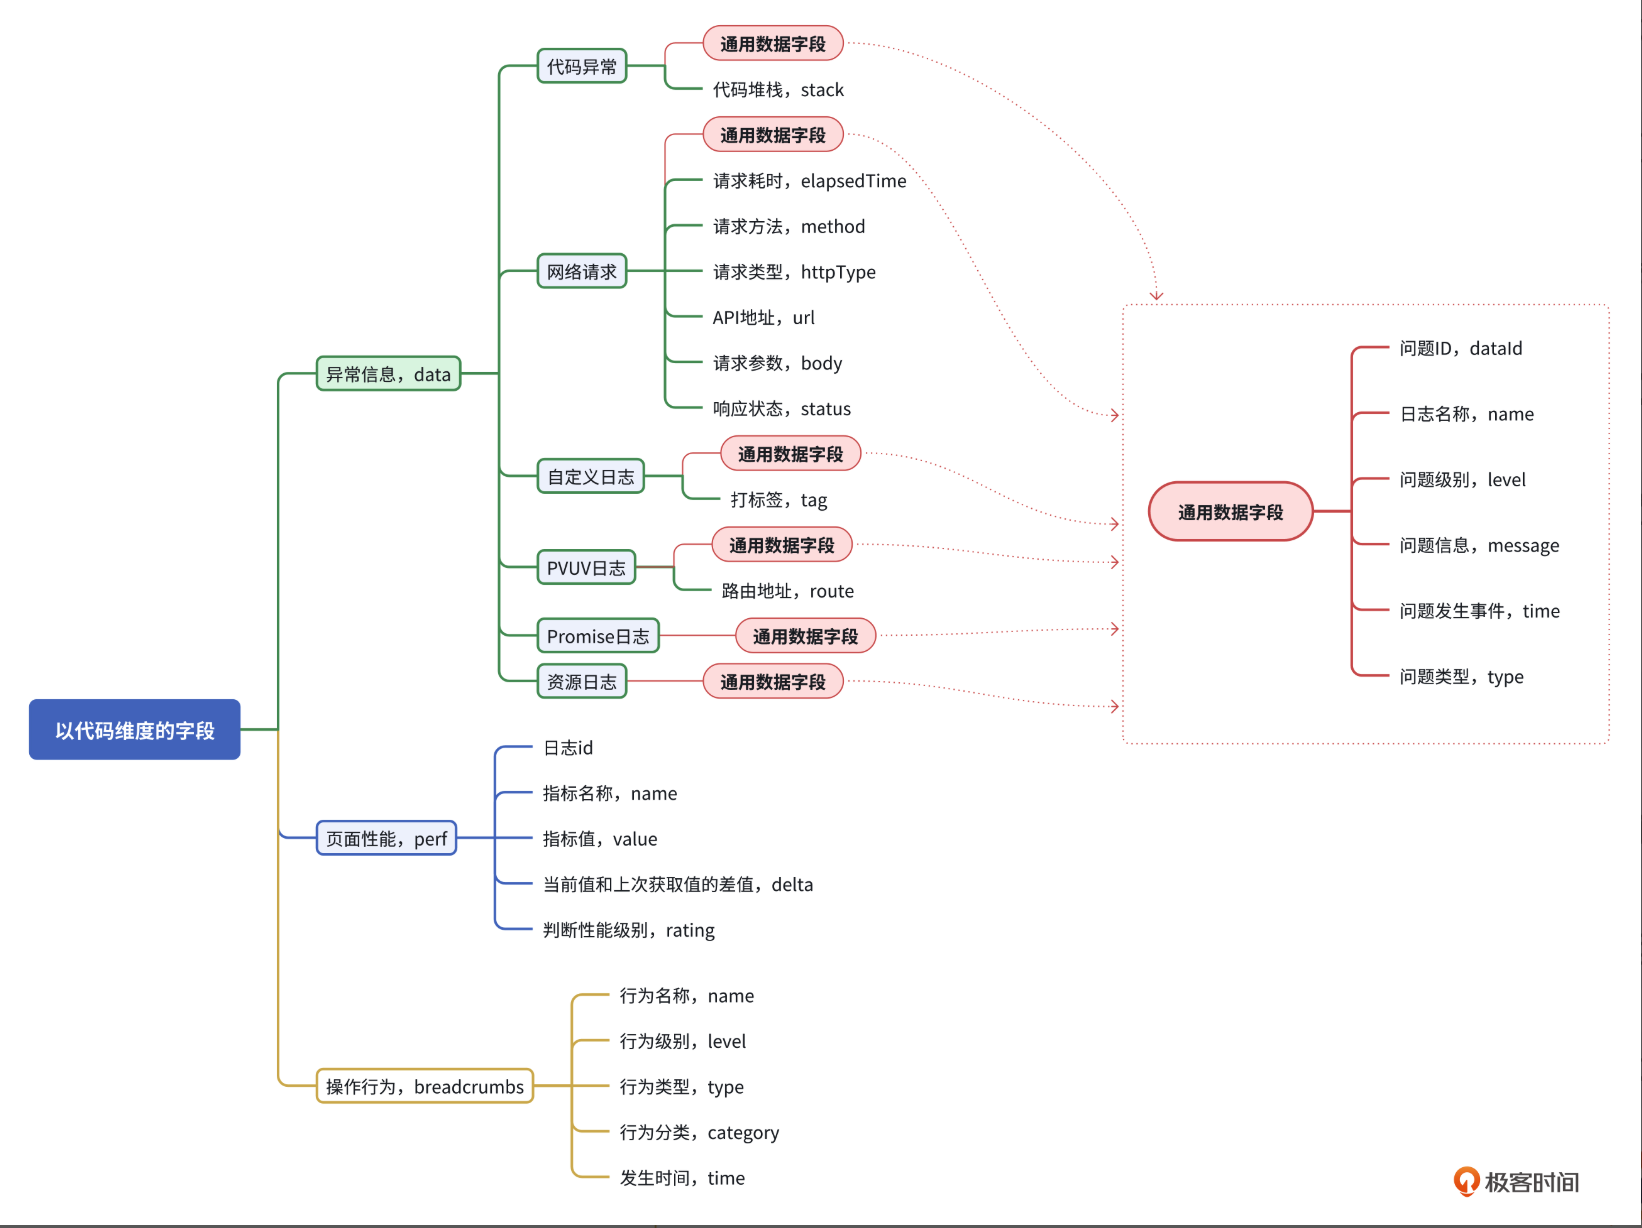 以代码维度的字段
异常信息，data
代码异常
通用数据字段
代码堆栈，stack
网络请求
通用数据字段
请求耗时，elapsedTime
请求方法，method
请求类型，httpType
API地址，url
请求参数，body
响应状态，status
自定义日志
通用数据字段
打标签，tag
PVUV日志
通用数据字段
路由地址，route
Promise日志
通用数据字段
资源日志
通用数据字段
通用数据字段
问题ID，dataId
日志名称，name
问题级别，level
问题信息，message
问题发生事件，time
问题类型，type
页面性能，perf
日志id
指标名称，name
指标值，value
当前值和上次获取值的差值，delta
判断性能级别，rating
操作行为，breadcrumbs
行为名称，name
行为级别，level
行为类型，type
行为分类，category
发生时间，time
极客时间